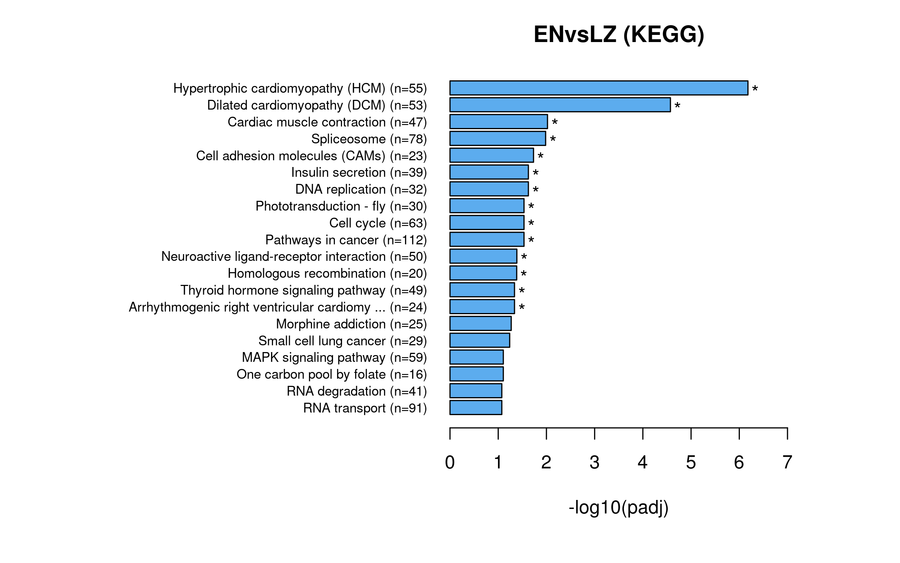 ENvsLZ (KEGG)
Hypertrophic cardiomyopathy (HCM) (n=55) *
Dilated cardiomyopathy (DCM) (n=53) *
Cardiac muscle contraction (n=47) *
Spliceosome (n=78) *
Cell adhesion molecules (CAMs) (n=23) *
Insulin secretion (n=39) *
DNA replication (n=32) *
Phototransduction - fly (n=30) *
Cell cycle (n=63) *
Pathways in cancer (n=112) *
Neuroactive ligand-receptor interaction (n=50) *
Homologous recombination (n=20) *
Thyroid hormone signaling pathway (n=49) *
Arrhythmogenic right ventricular cardiomy ... (n=24) *
Morphine addiction (n=25)
Small cell lung cancer (n=29)
MAPK signaling pathway (n=59)
One carbon pool by folate (n=16)
RNA degradation (n=41)
RNA transport (n=91)
0 1 2 3 4 5 6 7
-log10(padj)